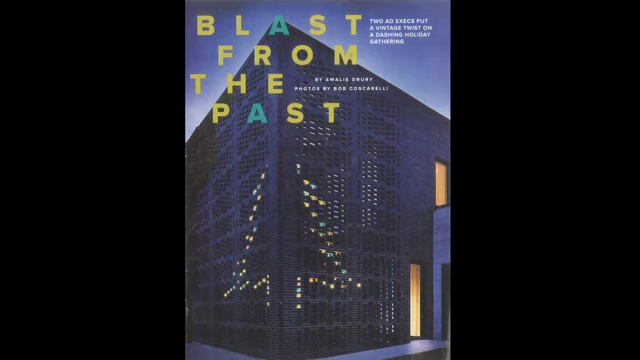 BLAST
FROM
THE
PAST
TWO AD EXECS PUT
A VINTAGE TWIST ON
A DASHING HOLIDAY
GATHERING
BY AMALIE DRURY
PHOTOS BY BOB COSCARELLI